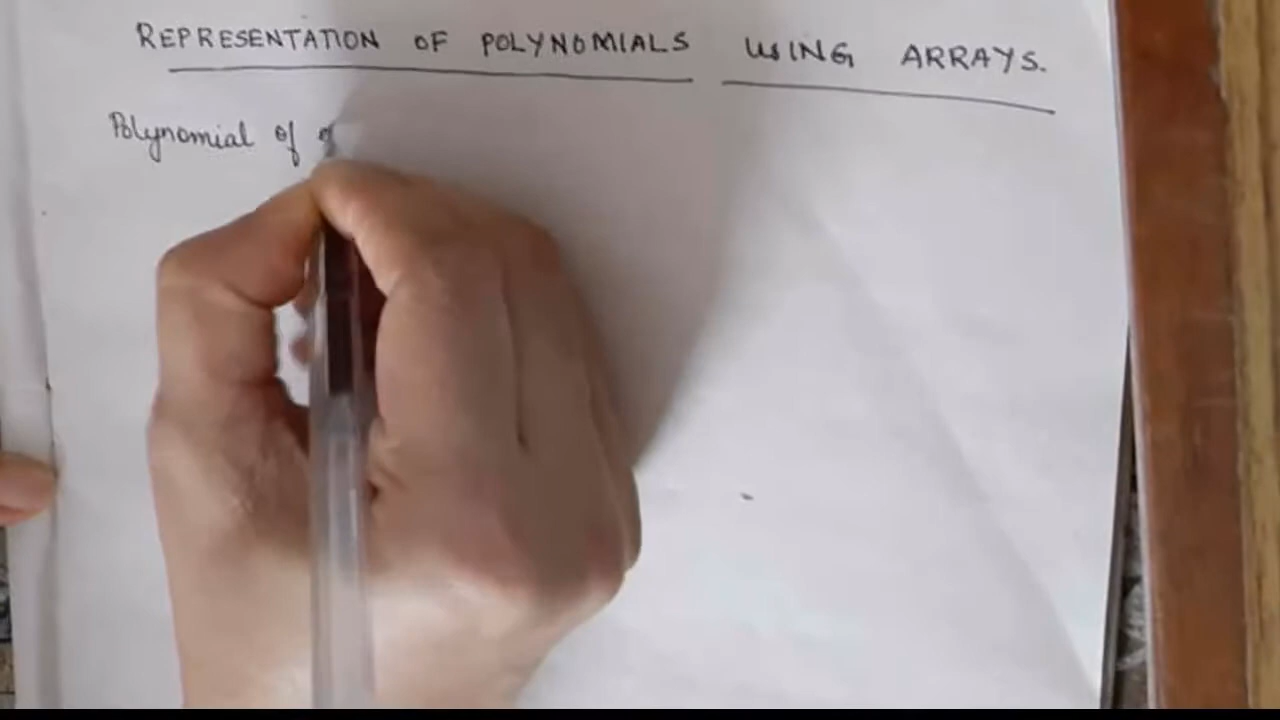 REPRESENTATION OF POLYNOMIALS USING ARRAYS.
Polynomial of